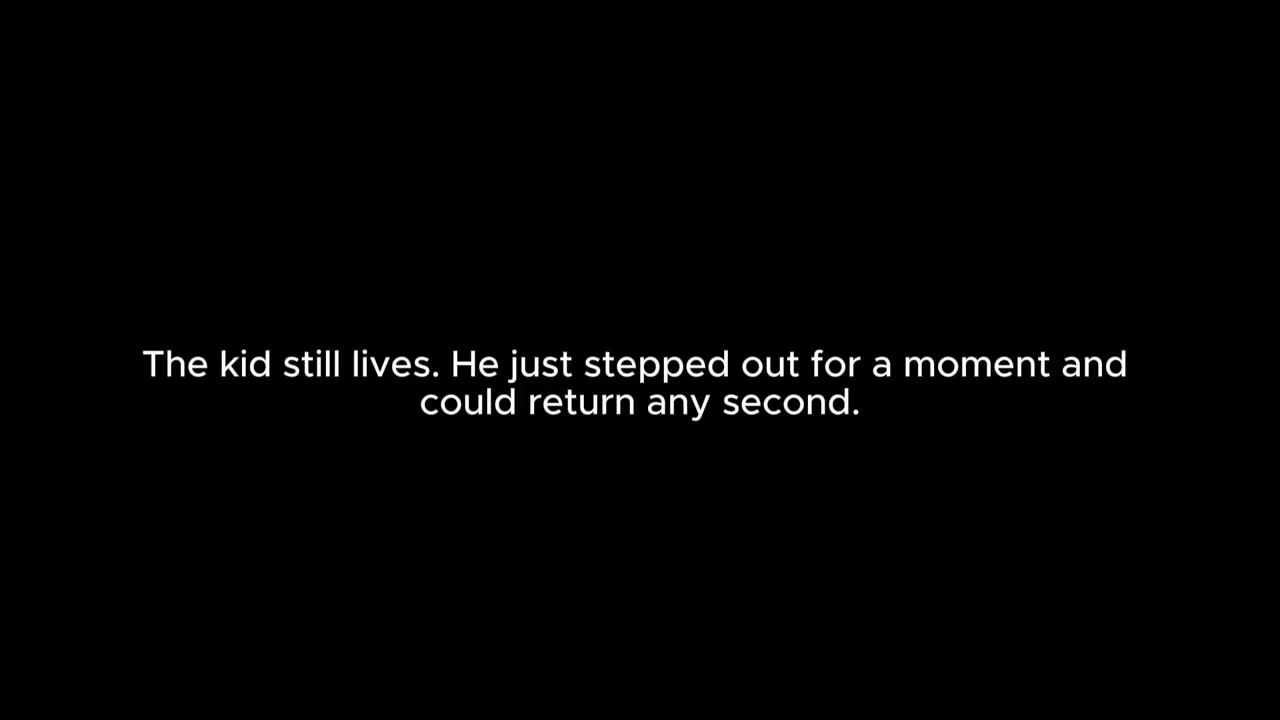 The kid still lives. He just stepped out for a moment and
could return any second.